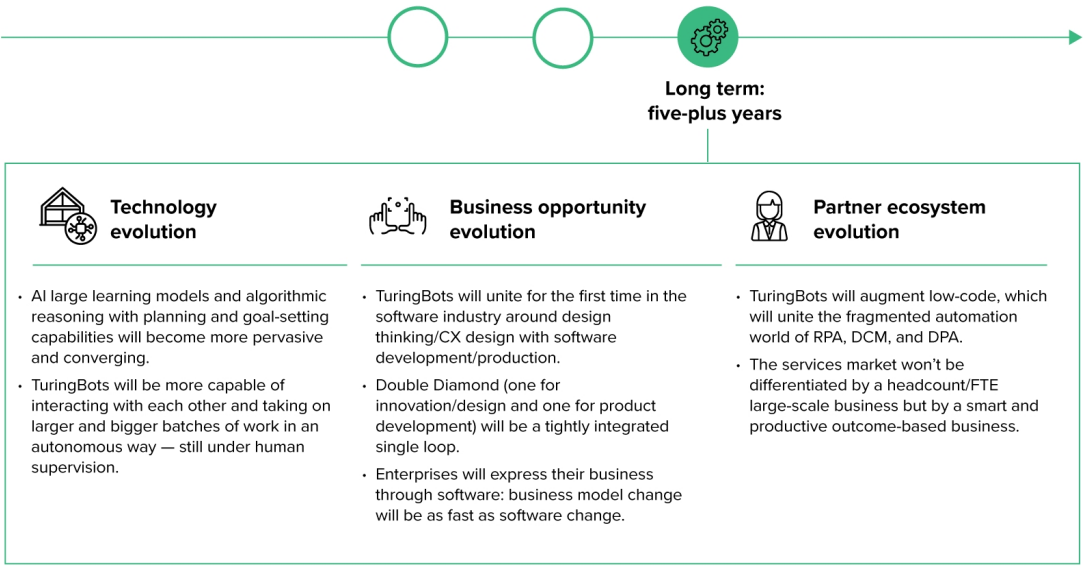 Long term:
five-plus years
Technology
evolution
• AI large learning models and algorithmic
reasoning with planning and goal-setting
capabilities will become more pervasive
and converging.
• TuringBots will be more capable of
interacting with each other and taking on
larger and bigger batches of work in an
autonomous way — still under human
supervision.
Business opportunity
evolution
• TuringBots will unite for the first time in the
software industry around design
thinking/CX design with software
development/production.
• Double Diamond (one for
innovation/design and one for product
development) will be a tightly integrated
single loop.
• Enterprises will express their business
through software: business model change
will be as fast as software change.
Partner ecosystem
evolution
• TuringBots will augment low-code, which
will unite the fragmented automation
world of RPA, DCM, and DPA.
• The services market won’t be
differentiated by a headcount/FTE
large-scale business but by a smart and
productive outcome-based business.